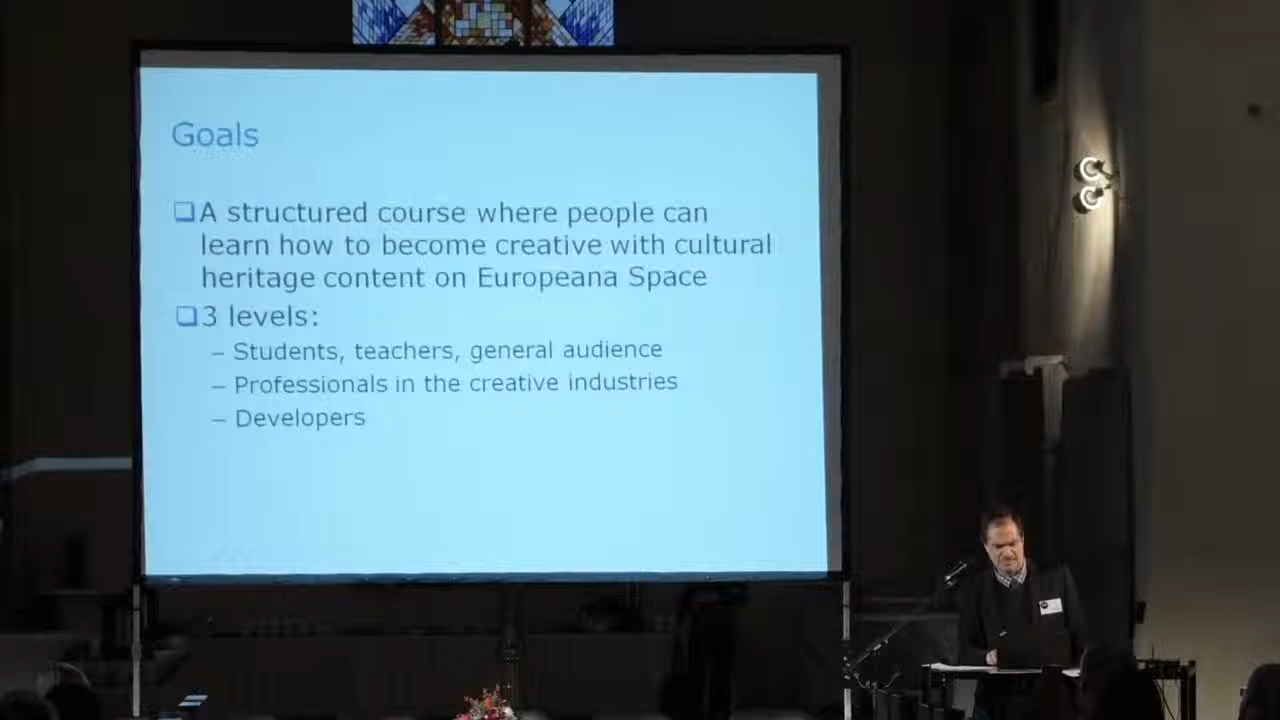 Goals
A structured course where people can
learn how to become creative with cultural
heritage content on Europeana Space
3 levels:
– Students, teachers, general audience
– Professionals in the creative industries
– Developers